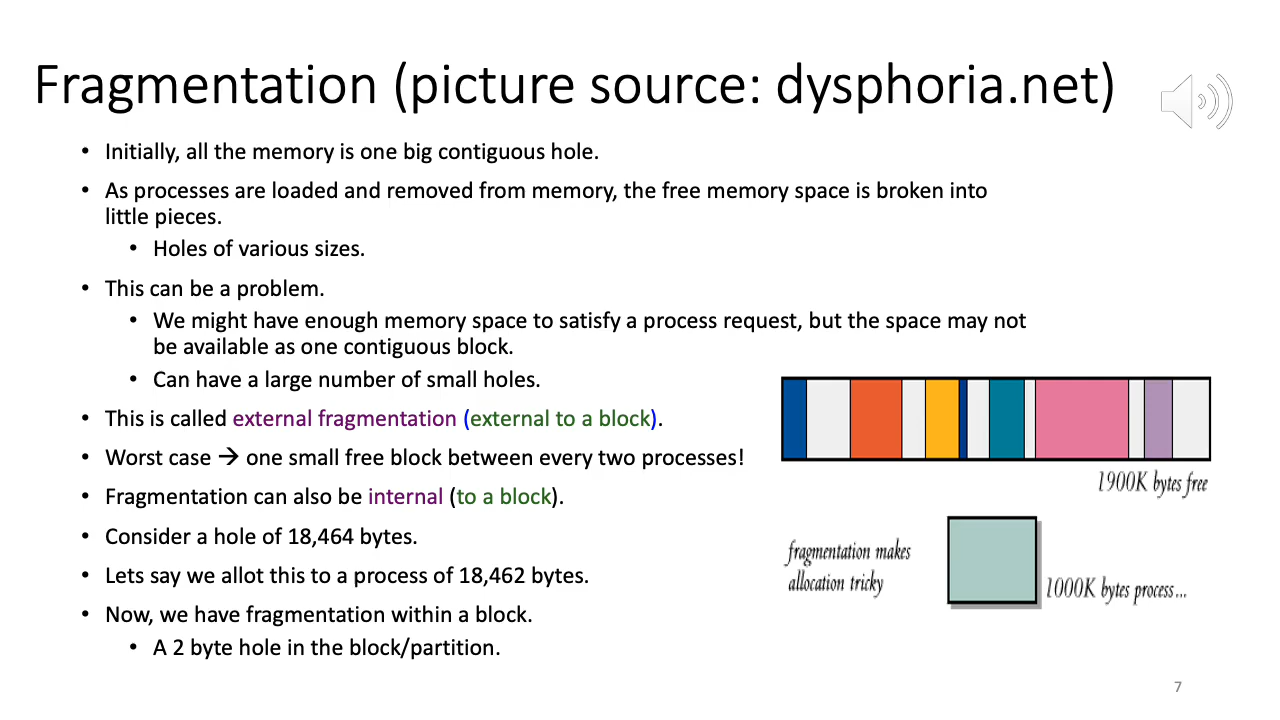 Fragmentation (picture source: dysphoria.net)
• Initially, all the memory is one big contiguous hole.
• As processes are loaded and removed from memory, the free memory space is broken into
little pieces.
• Holes of various sizes.
• This can be a problem.
• We might have enough memory space to satisfy a process request, but the space may not
be available as one contiguous block.
• Can have a large number of small holes.
• This is called external fragmentation (external to a block).
• Worst case → one small free block between every two processes!
• Fragmentation can also be internal (to a block).
• Consider a hole of 18,464 bytes.
• Lets say we allot this to a process of 18,462 bytes.
• Now, we have fragmentation within a block.
• A 2 byte hole in the block/partition.
1900K bytes free
fragmentation makes
allocation tricky
1000K bytes process...
7